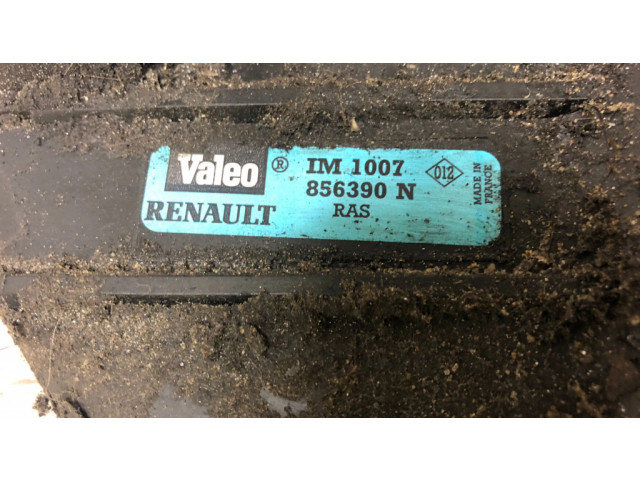 Valeo ® IM 1007 012
856390 N
RENAULT RAS
MADE IN
FRANCE